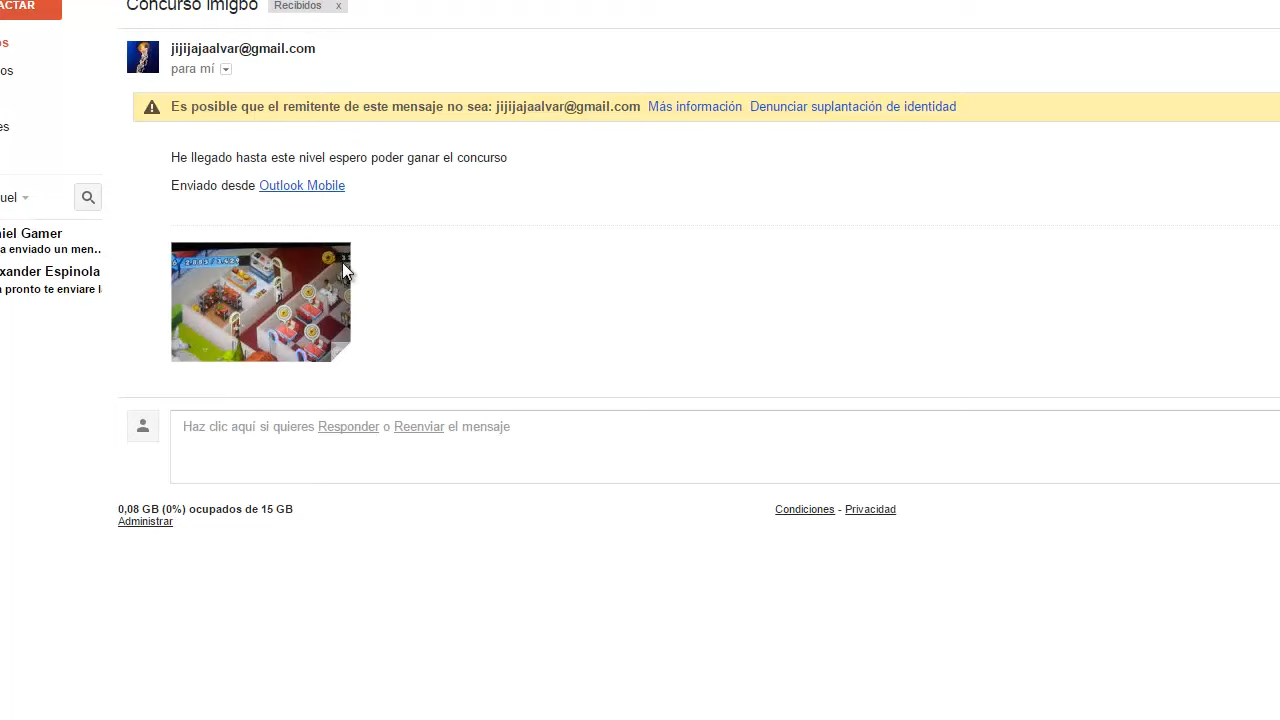 ACTAR
Concurso imigbo
Recibidos x
jijijajaalvar@gmail.com
para mí
Es posible que el remitente de este mensaje no sea: jijijajaalvar@gmail.com Más información Denunciar suplantación de identidad
He llegado hasta este nivel espero poder ganar el concurso
Enviado desde Outlook Mobile
os
es
uel
iel Gamer
a enviado un men..
xander Espinola
pronto te enviare
Haz clic aquí si quieres Responder o Reenviar el mensaje
0,08 GB (0%) ocupados de 15 GB
Administrar
Condiciones - Privacidad